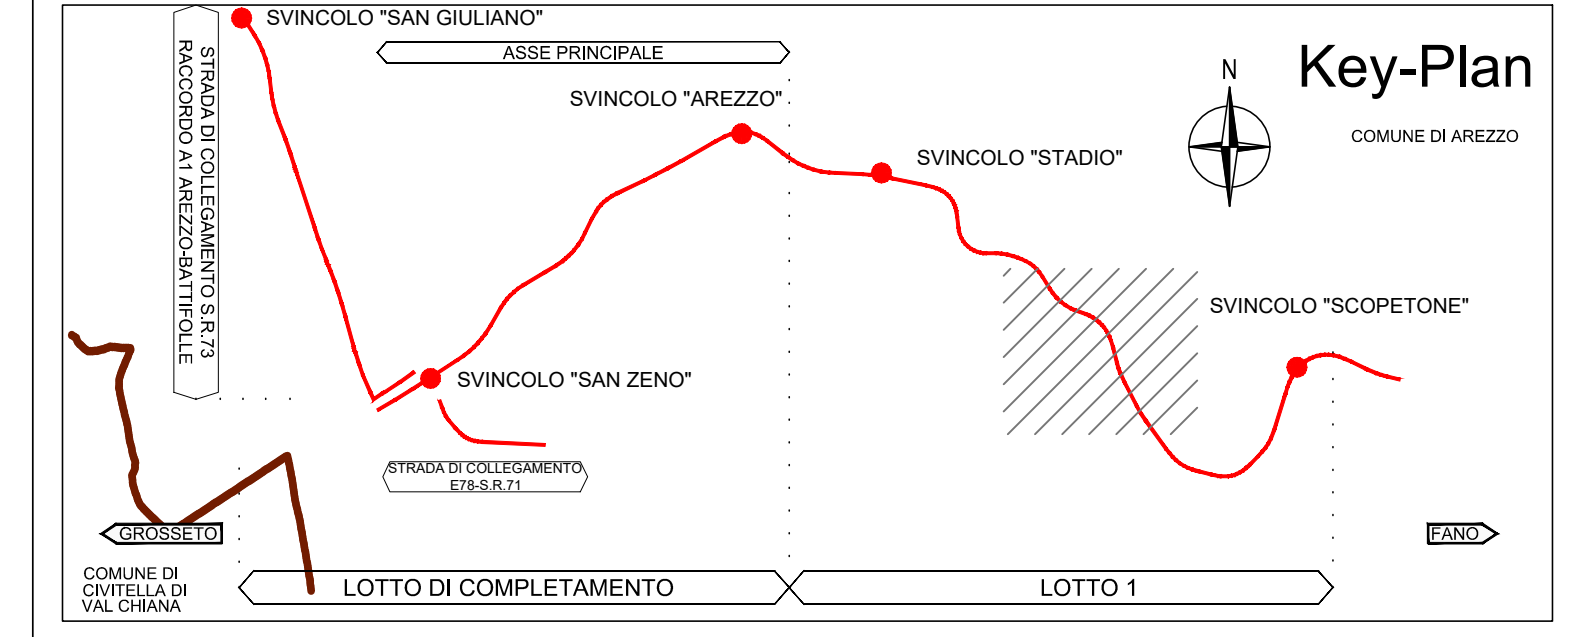 SVINCOLO "SAN GIULIANO"
ASSE PRINCIPALE
Key-Plan
N
STRADA DI COLLEGAMENTO S.R.73
RACCORDO A1 AREZZO-BATTIFOLLE
SVINCOLO "AREZZO"
COMUNE DI AREZZO
SVINCOLO "STADIO"
SVINCOLO "SCOPETONE"
SVINCOLO "SAN ZENO"
STRADA DI COLLEGAMENTO
E78-S.R.71
GROSSETO
FANO
COMUNE DI
CIVITELLA DI
VAL CHIANA
LOTTO DI COMPLETAMENTO
LOTTO 1